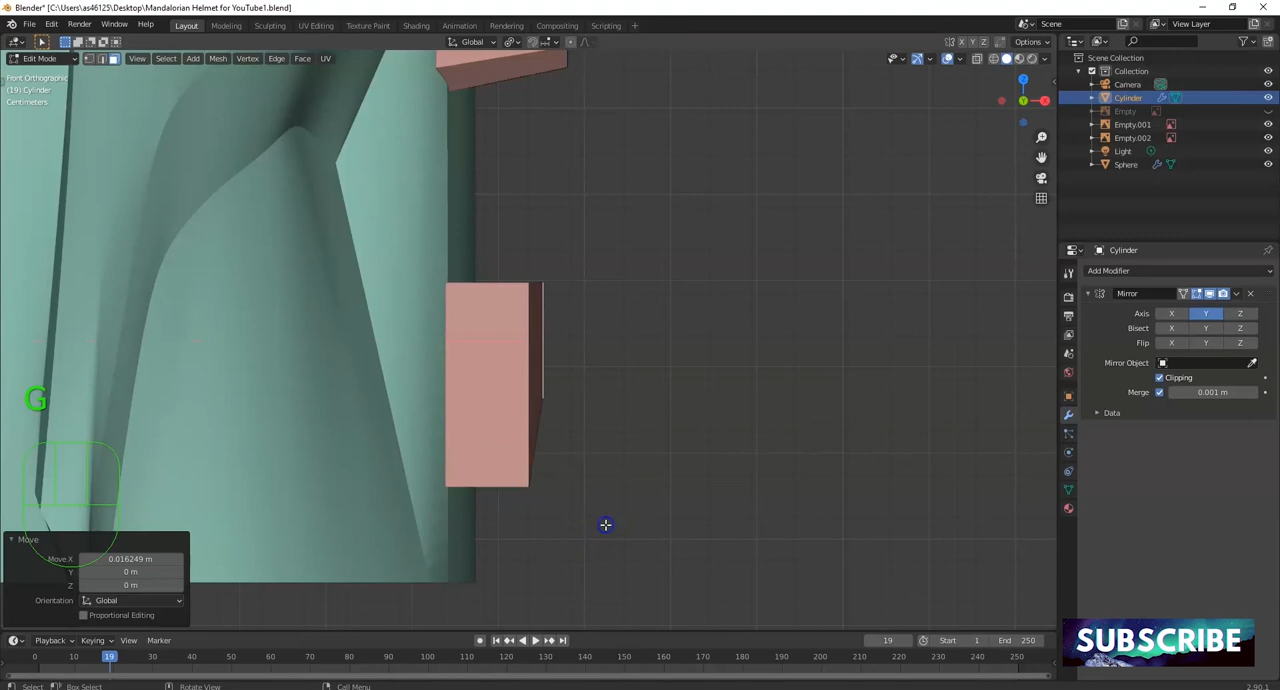 Blender* [C:\Users\as46125\Desktop\Mandalorian Helmet for YouTube1.blend]
File Edit Render Window Help Layout Modeling Sculpting UV Editing Texture Paint Shading Animation Rendering Compositing Scripting + Scene View Layer
Global Options
Edit Mode View Select Add Mesh Vertex Edge Face UV
X Y Z
Front Orthographic
(19) Cylinder
Centimeters
Z
Y
X
Scene Collection
Collection
Camera
Cylinder
Empty
Empty.001
Empty.002
Light
Sphere
Cylinder
Add Modifier
Mirror
Axis X Y Z
Bisect X Y Z
Flip X Y Z
Mirror Object
Clipping
Merge 0.001 m
Data
G
Move
Move X 0.016249 m
Y 0 m
Z 0 m
Orientation Global
Proportional Editing
SUBSCRIBE
Playback Keying View Marker 19 Start 1 End 250
0 10 19 30 40 50 60 70 80 90 100 110 120 130 140 150 160 170 180 190 200 210 220 230 240 250
Select Box Select Rotate View Call Menu 2.90.1